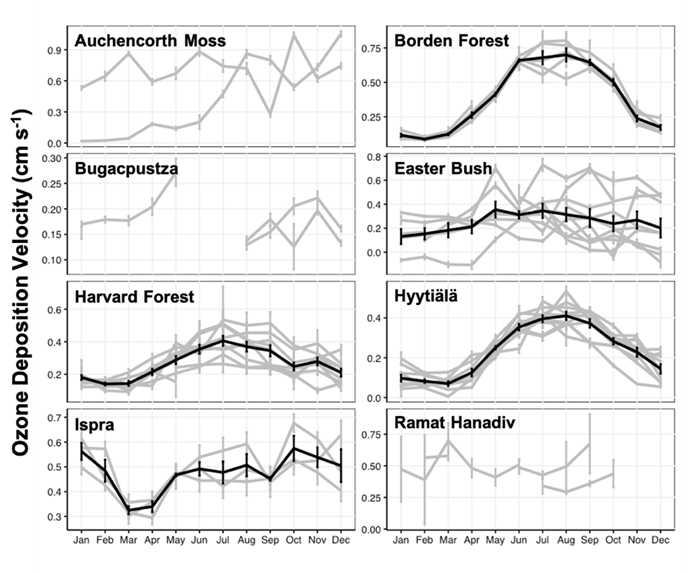 Ozone Deposition Velocity (cm s-1)
Auchencorth Moss
0.9
0.6
0.3
0.0
Borden Forest
0.75
0.50
0.25
Bugacpustza
0.30
0.25
0.20
0.15
0.10
Easter Bush
0.8
0.6
0.4
0.2
0.0
Harvard Forest
0.6
0.4
0.2
Hyytiälä
0.4
0.2
0.0
Ispra
0.7
0.6
0.5
0.4
0.3
Ramat Hanadiv
0.75
0.50
0.25
0.00
Jan Feb Mar Apr May Jun Jul Aug Sep Oct Nov Dec
Jan Feb Mar Apr May Jun Jul Aug Sep Oct Nov Dec